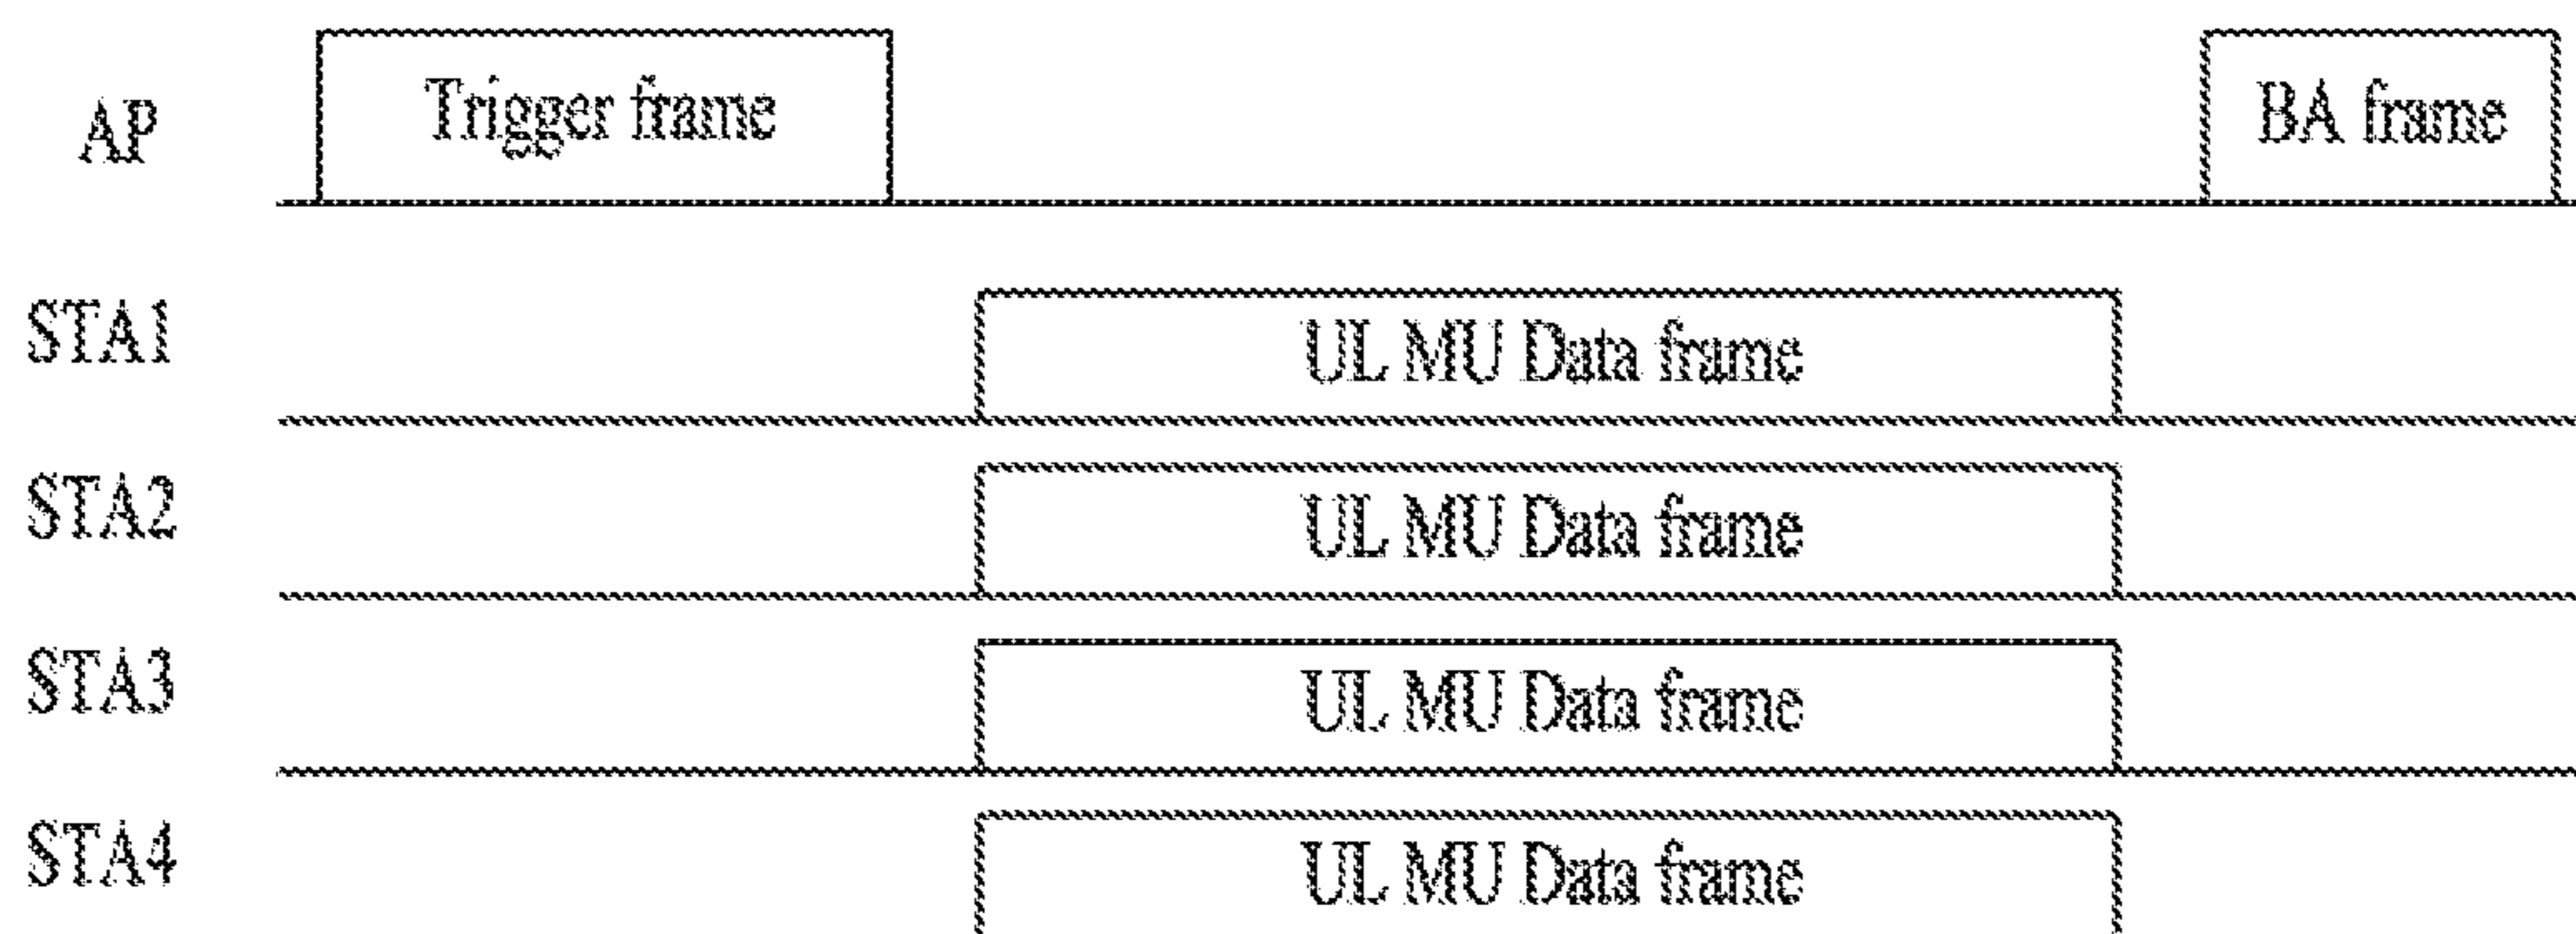 AP Trigger frame BA frame
STA1 UL MU Data frame
STA2 UL MU Data frame
STA3 UL MU Data frame
STA4 UL MU Data frame